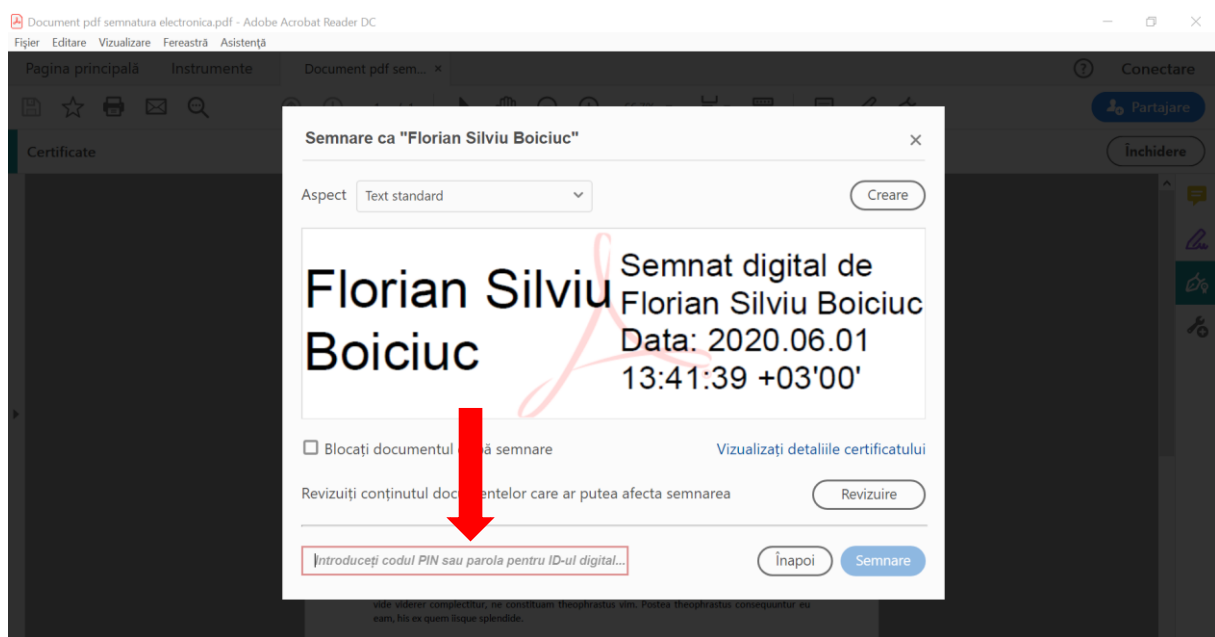 Document pdf semnatura electronica.pdf - Adobe Acrobat Reader DC
Fișier Editare Vizualizare Fereastră Asistență
Pagina principală Instrumente Document pdf sem... × ? Conectare
Partajare
Certificate Închidere
Semnare ca "Florian Silviu Boiciuc"
Aspect Text standard Creare
Florian Silviu
Boiciuc
Semnat digital de
Florian Silviu Boiciuc
Data: 2020.06.01
13:41:39 +03'00'
Blocați documentul semnare Vizualizați detaliile certificatului
Revizuiți conținutul documentelor care ar putea afecta semnarea Revizuire
Introduceți codul PIN sau parola pentru ID-ul digital... Înapoi Semnare
vide viderer complectitur, ne constituam theophrastus vim. Postea theophrastus consequuntur eu
eam, his ex quem iisque splendide.